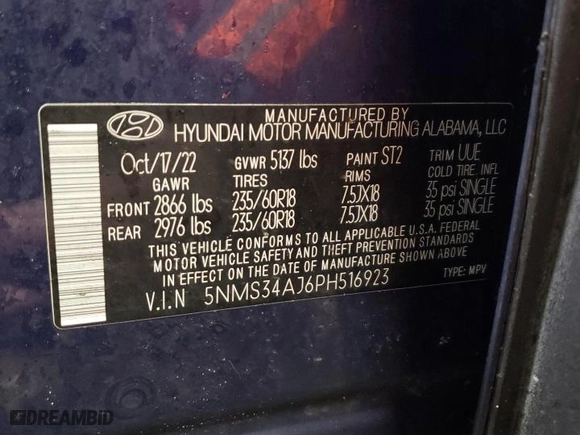 MANUFACTURED BY
HYUNDAI MOTOR MANUFACTURING ALABAMA, LLC
Oct/17/22 GVWR 5137 lbs PAINT ST2 TRIM UUE
GAWR TIRES RIMS COLD TIRE INFL
FRONT 2866 lbs 235/60R18 7.5JX18 35 psi SINGLE
REAR 2976 lbs 235/60R18 7.5JX18 35 psi SINGLE
THIS VEHICLE CONFORMS TO ALL APPLICABLE U.S.A. FEDERAL
MOTOR VEHICLE SAFETY AND THEFT PREVENTION STANDARDS
IN EFFECT ON THE DATE OF MANUFACTURE SHOWN ABOVE.
V.I.N 5NMS34AJ6PH516923 TYPE: MPV
DREAMBID